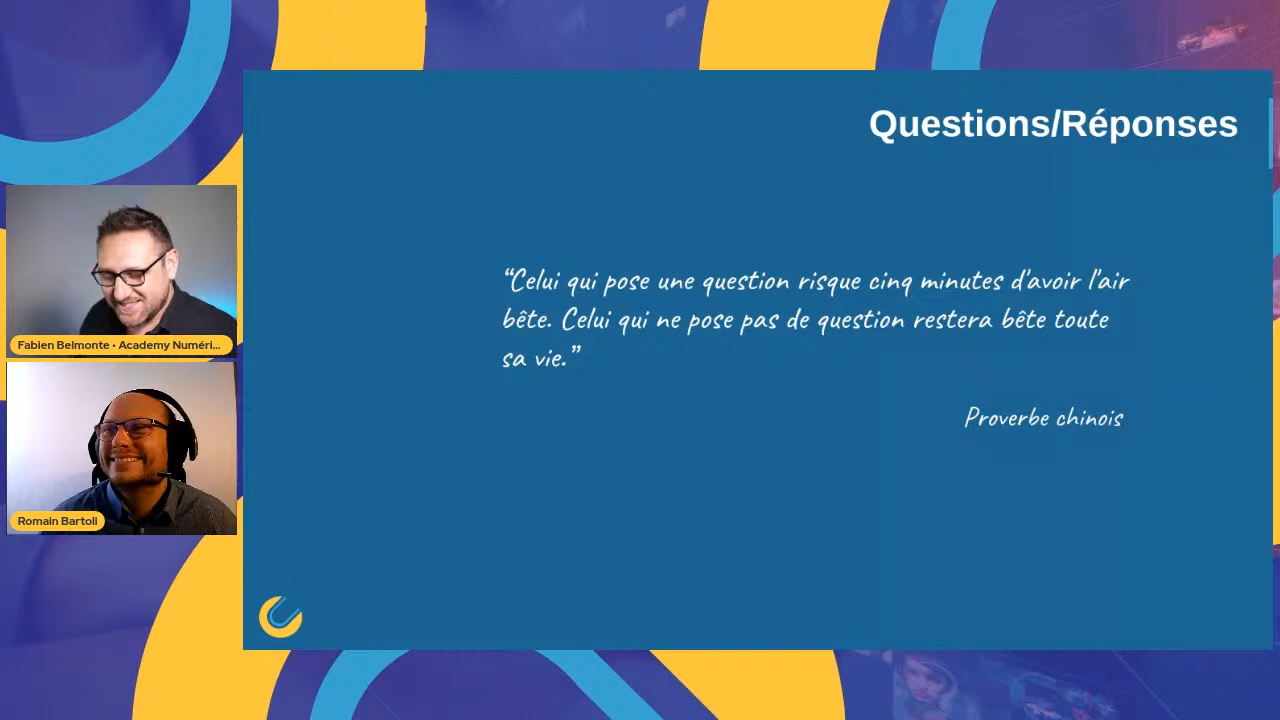 Questions/Réponses
“Celui qui pose une question risque cinq minutes d'avoir l'air
bête. Celui qui ne pose pas de question restera bête toute
sa vie.”
Proverbe chinois
Fabien Belmonte • Academy Numéri...
Romain Bartoli